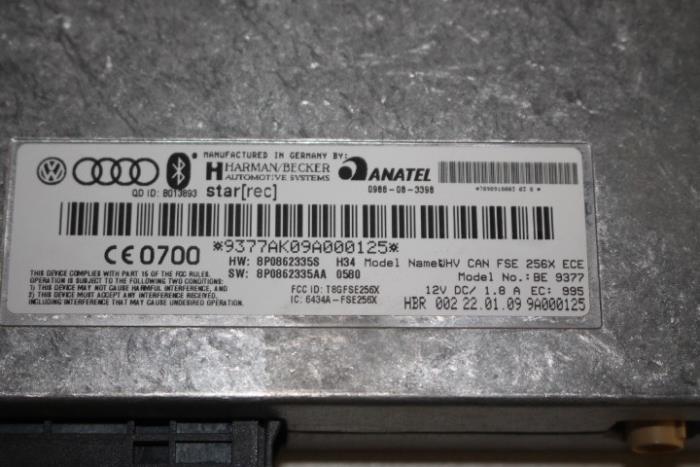 MANUFACTURED IN GERMANY BY:
HARMAN/BECKER
AUTOMOTIVE SYSTEMS
ANATEL
QD ID: B013893
star[rec]
0986-08-3398
CE 0700
*9377AK09A000125*
HW: 8P0862335S H34
Model Name: UHV CAN FSE 256X ECE
SW: 8P0862335AA 0580
Model No.: BE 9377
THIS DEVICE COMPLIES WITH PART 15 OF THE FCC RULES.
OPERATION IS SUBJECT TO THE FOLLOWING TWO CONDITIONS:
1) THIS DEVICE MAY NOT CAUSE HARMFUL INTERFERENCE, AND
2) THIS DEVICE MUST ACCEPT ANY INTERFERENCE RECEIVED,
INCLUDING INTERFERENCE THAT MAY CAUSE UNDESIRED OPERATION.
FCC ID: T8GFSE256X
IC: 6434A-FSE256X
12V DC/ 1.8 A EC: 995
HBR 002 22.01.09 9A000125